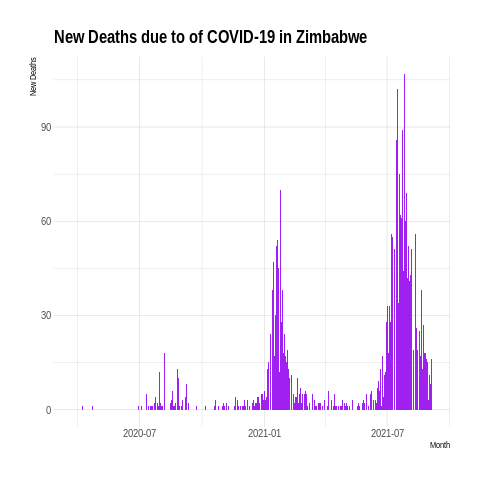 New Deaths due to of COVID-19 in Zimbabwe
New Deaths
90
60
30
0
2020-07
2021-01
2021-07
Month